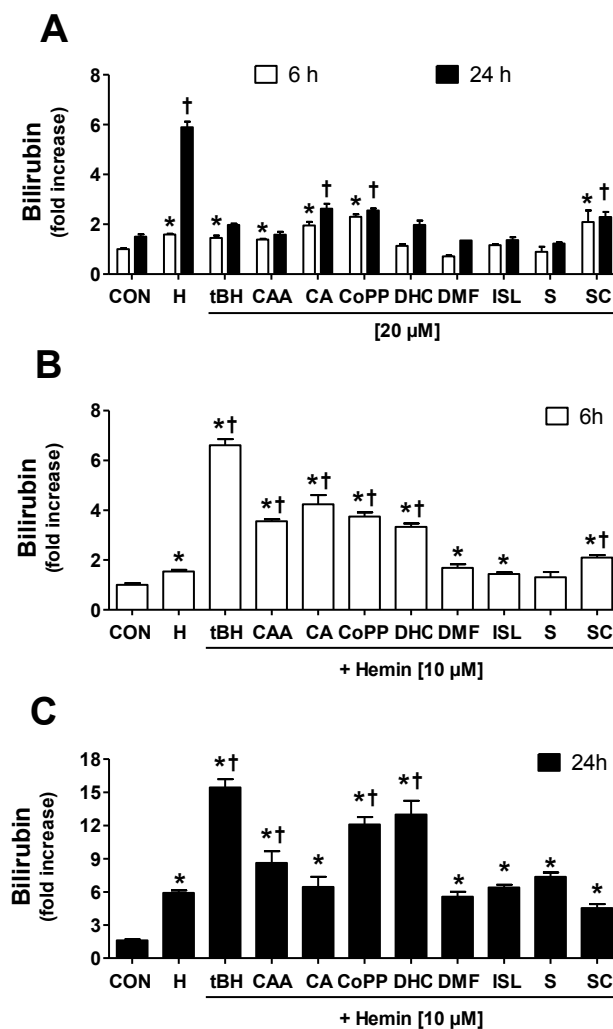 A
6 h 24 h
Bilirubin
(fold increase)
8
6
4
2
0
†
* * * * † * † * †
CON H tBH CAA CA CoPP DHC DMF ISL S SC
[20 µM]
B
6h
Bilirubin
(fold increase)
8
6
4
2
0
* *† *† *† *† *† * * *†
CON H tBH CAA CA CoPP DHC DMF ISL S SC
+ Hemin [10 µM]
C
24h
Bilirubin
(fold increase)
18
15
12
9
6
3
0
* *† *† * *† *† * * * *
CON H tBH CAA CA CoPP DHC DMF ISL S SC
+ Hemin [10 µM]